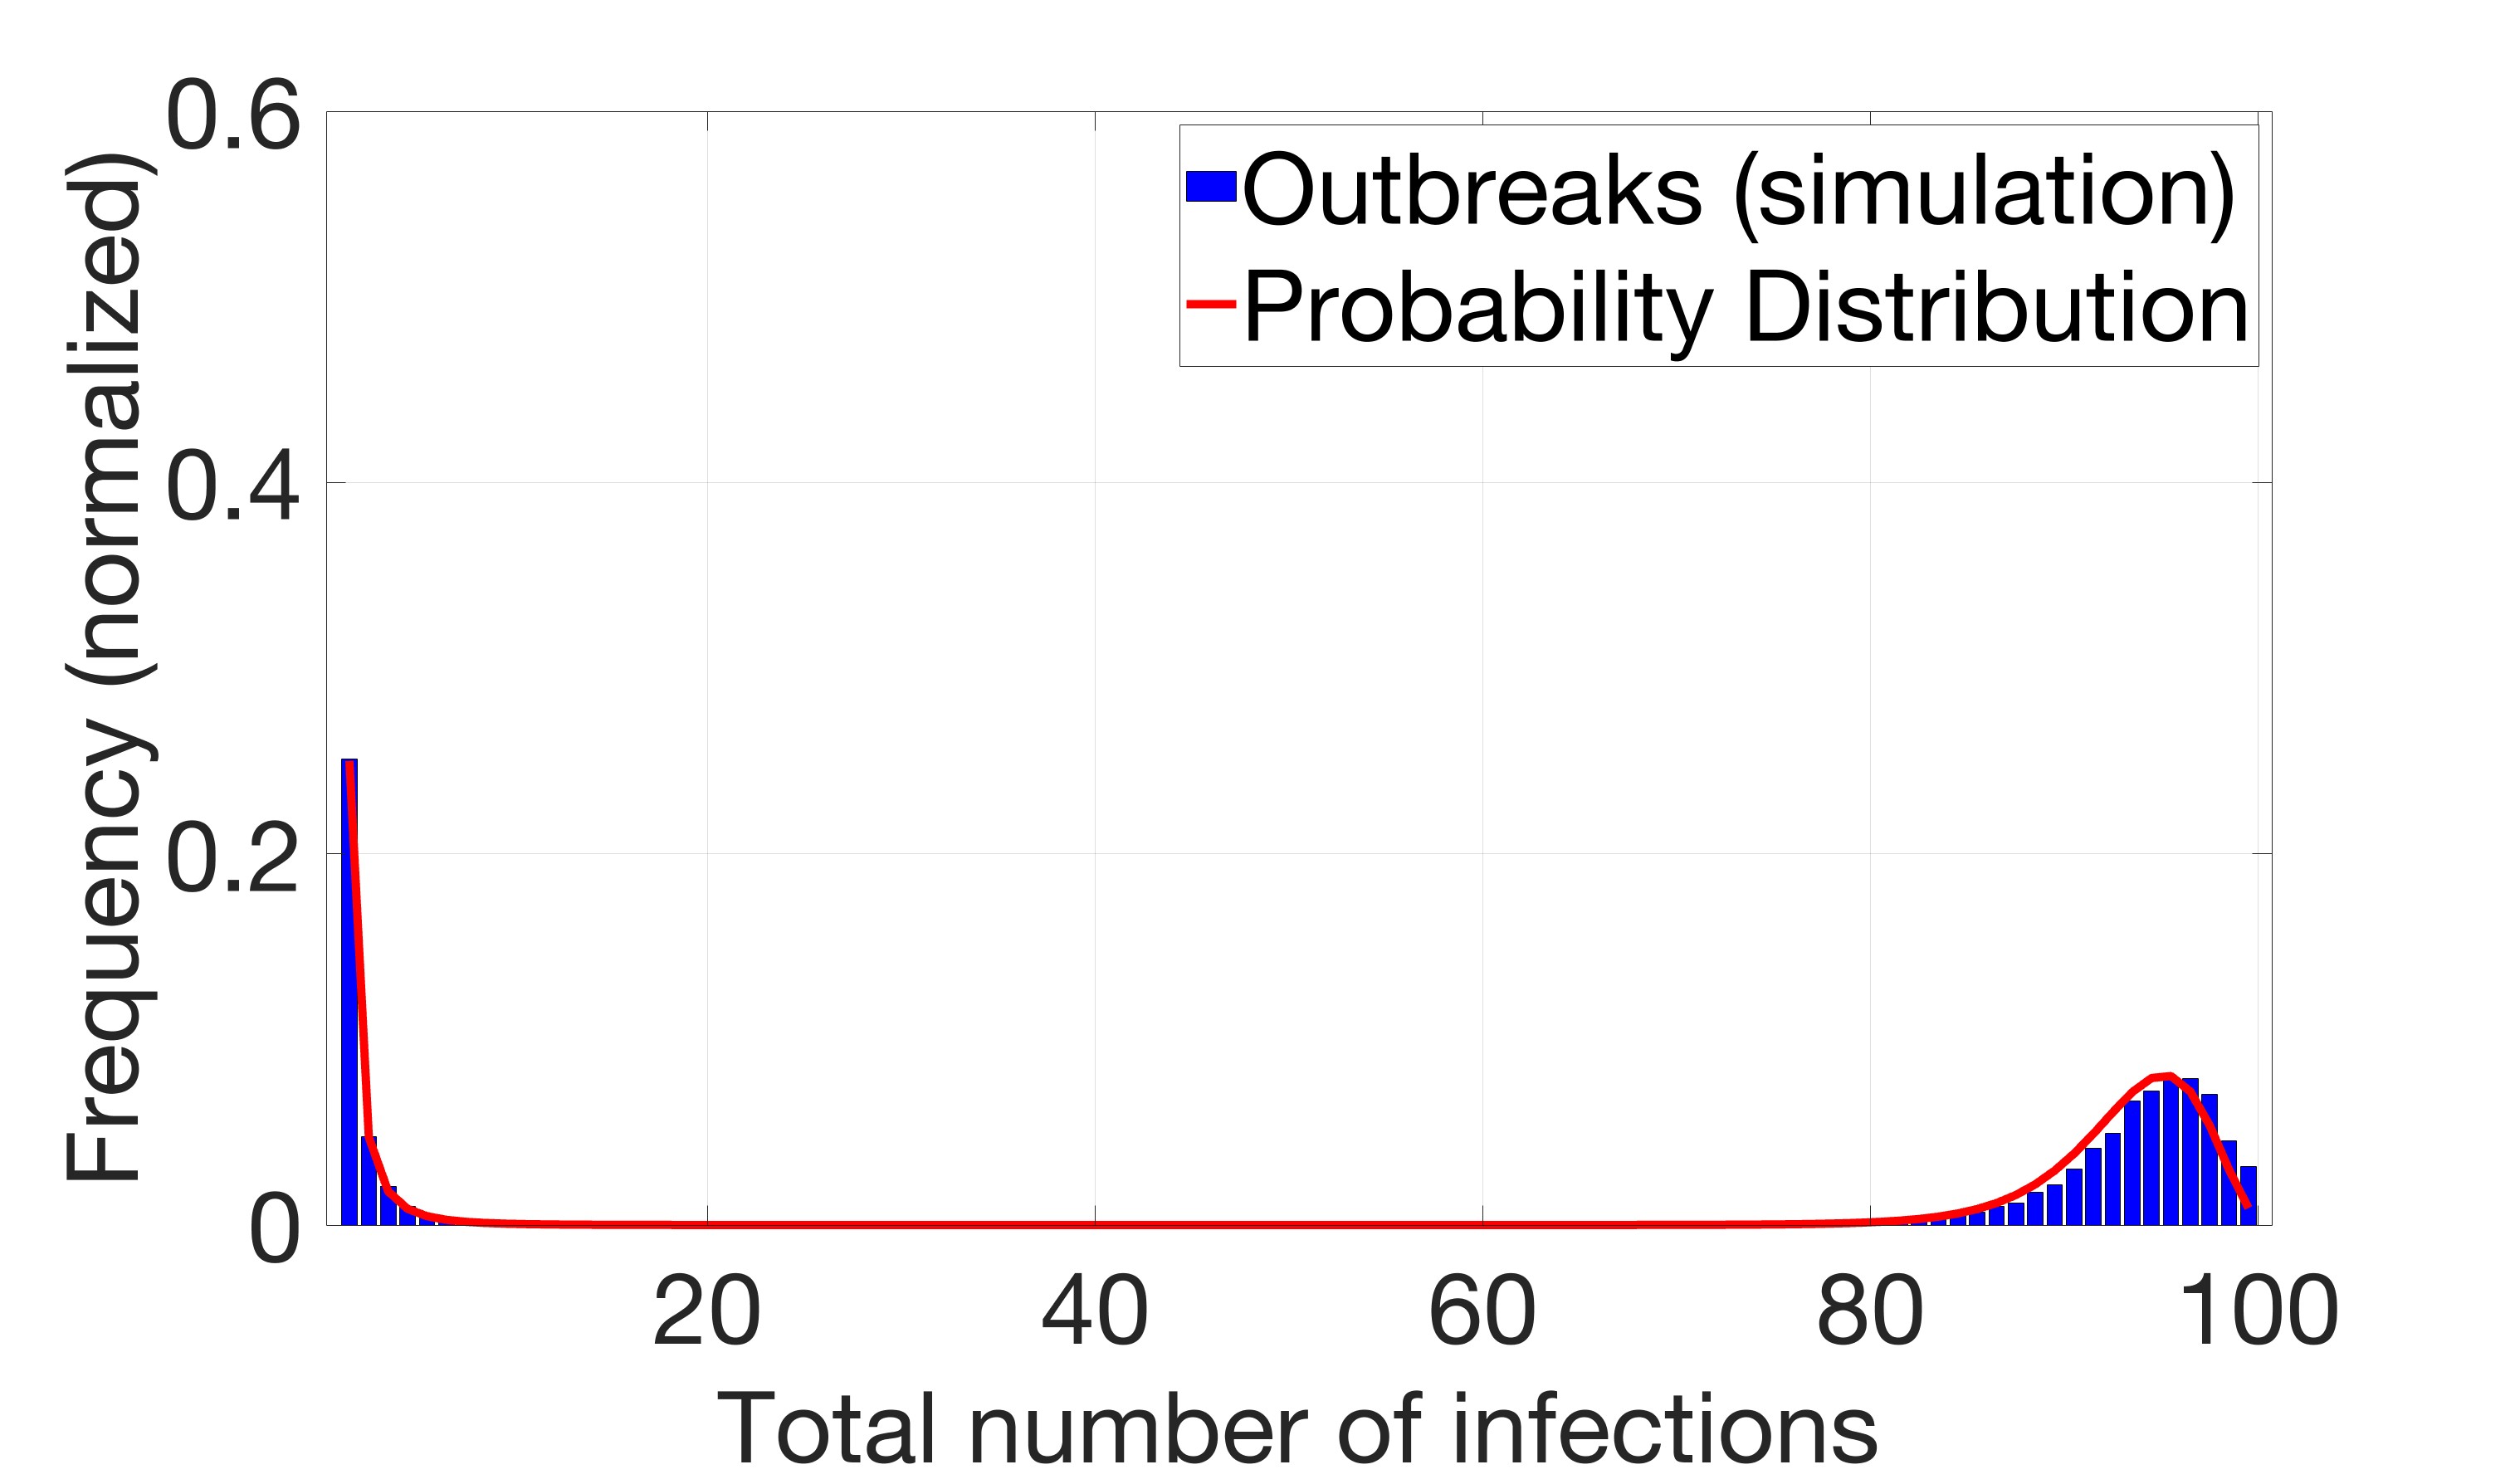 Outbreaks (simulation)
Probability Distribution
Frequency (normalized)
0.6
0.4
0.2
0
20 40 60 80 100
Total number of infections